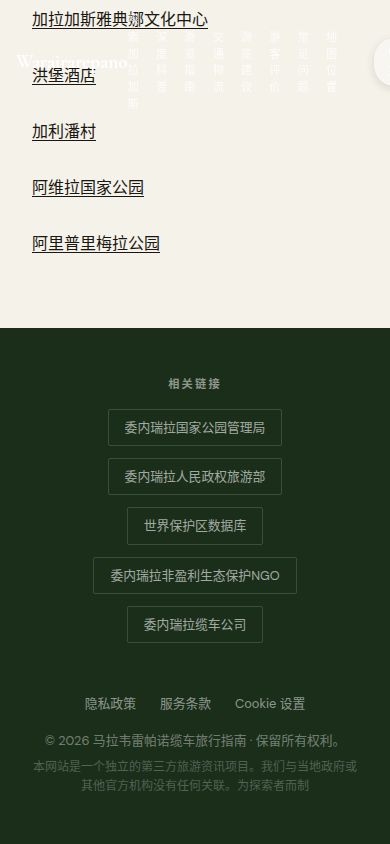 加拉加斯雅典娜文化中心
Waraírarepano
洪堡酒店
加利潘村
阿维拉国家公园
阿里普里梅拉公园
相关链接
委内瑞拉国家公园管理局
委内瑞拉人民政权旅游部
世界保护区数据库
委内瑞拉非盈利生态保护NGO
委内瑞拉缆车公司
隐私政策 服务条款 Cookie 设置
© 2026 马拉韦雷帕诺缆车旅行指南 · 保留所有权利。
本网站是一个独立的第三方旅游资讯项目。我们与当地政府或
其他官方机构没有任何关联。为探索者而制